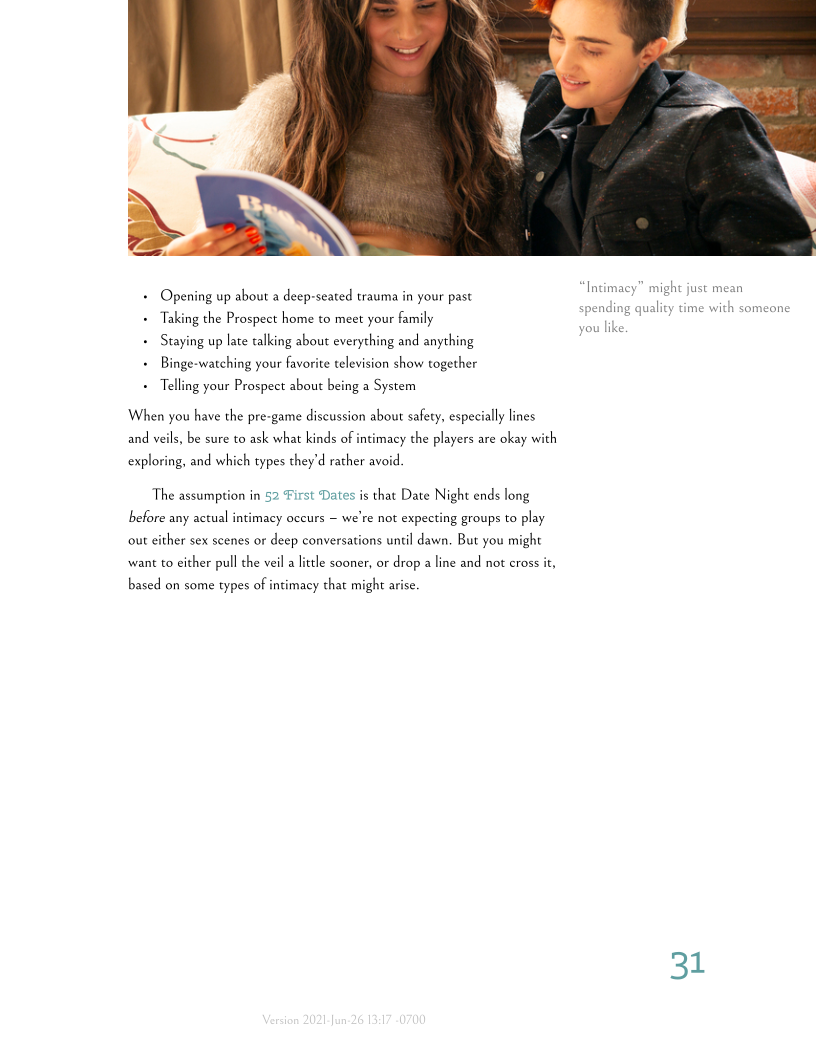 • Opening up about a deep-seated trauma in your past
• Taking the Prospect home to meet your family
• Staying up late talking about everything and anything
• Binge-watching your favorite television show together
• Telling your Prospect about being a System
“Intimacy” might just mean
spending quality time with someone
you like.
When you have the pre-game discussion about safety, especially lines
and veils, be sure to ask what kinds of intimacy the players are okay with
exploring, and which types they’d rather avoid.
The assumption in 52 First Dates is that Date Night ends long
before any actual intimacy occurs – we’re not expecting groups to play
out either sex scenes or deep conversations until dawn. But you might
want to either pull the veil a little sooner, or drop a line and not cross it,
based on some types of intimacy that might arise.
31
Version 2021-Jun-26 13:17 -0700